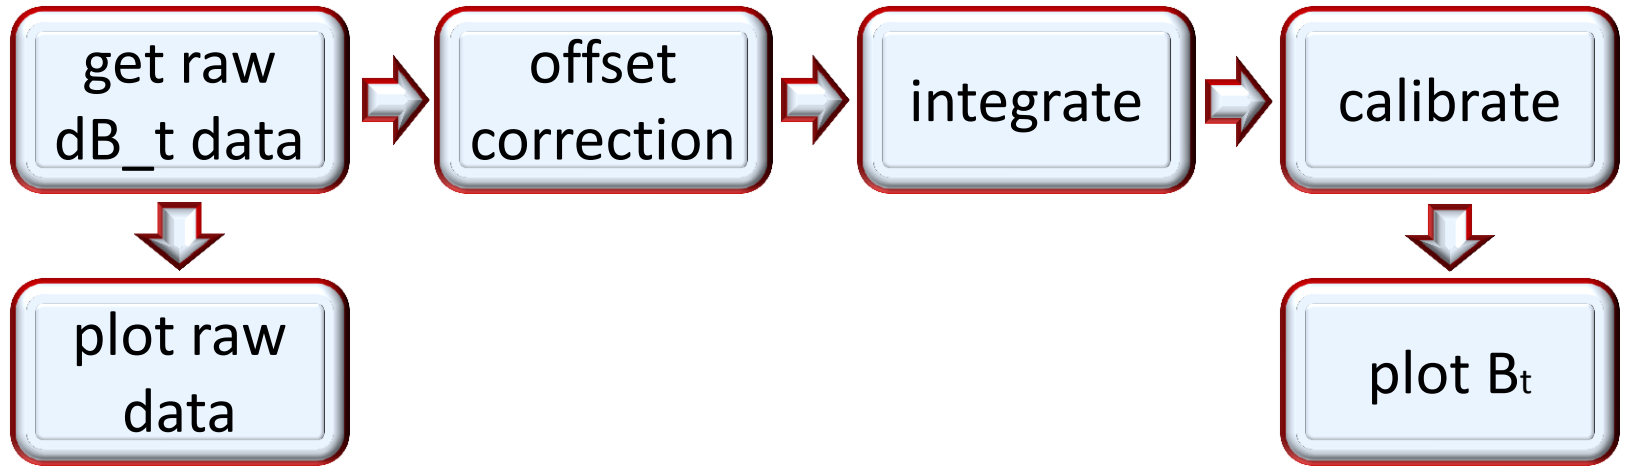 get raw
dB_t data
offset
correction
integrate
calibrate
plot raw
data
plot Bt